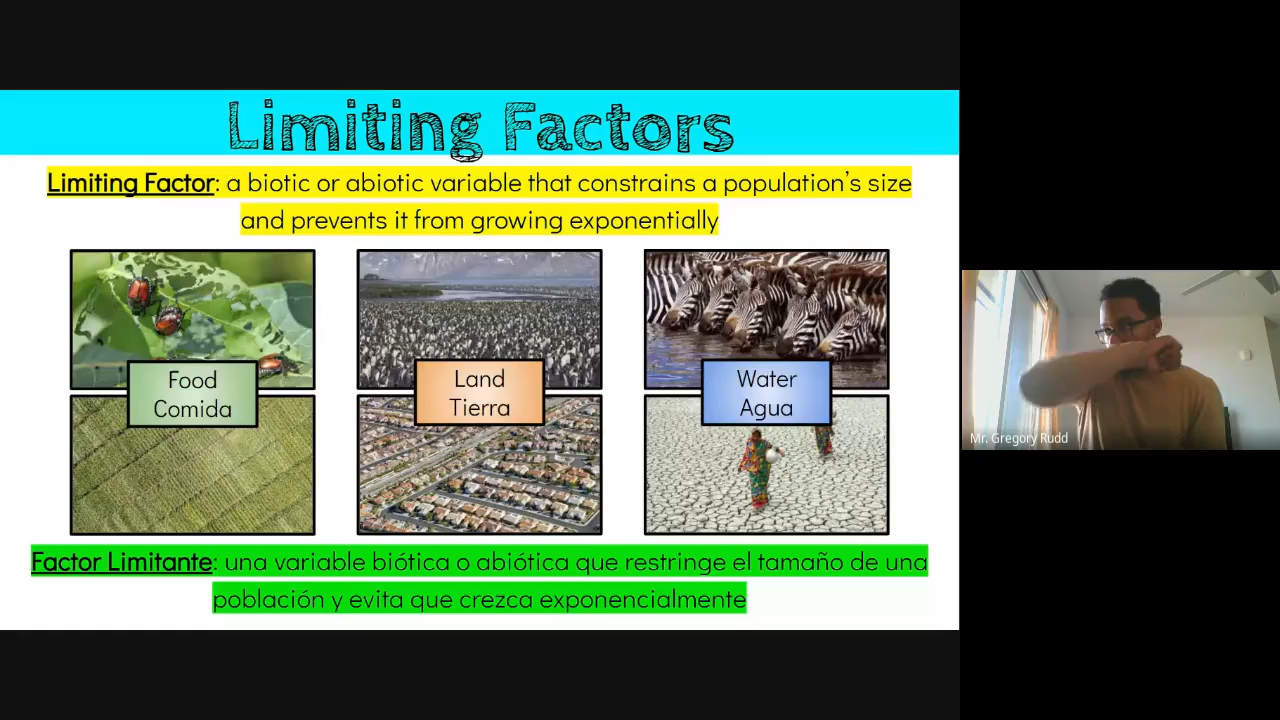 Limiting Factors
Limiting Factor: a biotic or abiotic variable that constrains a population's size
and prevents it from growing exponentially
Food
Comida
Land
Tierra
Water
Agua
Factor Limitante: una variable biótica o abiótica que restringe el tamaño de una
población y evita que crezca exponencialmente
Mr. Gregory Rudd